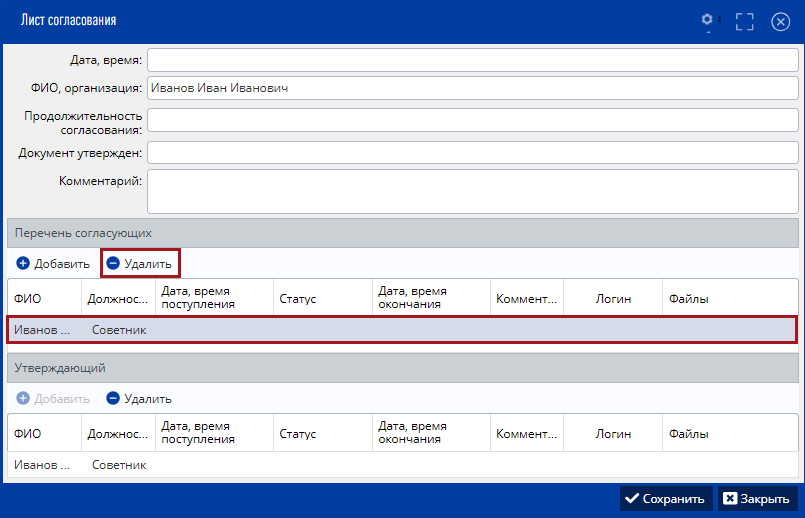 Лист согласования
Дата, время:
ФИО, организация: Иванов Иван Иванович
Продолжительность
согласования:
Документ утвержден:
Комментарий:
Перечень согласующих
Добавить Удалить
ФИО Должнос... Дата, время поступления Статус Дата, время окончания Коммент... Логин Файлы
Иванов ... Советник
Утверждающий
Добавить Удалить
ФИО Должнос... Дата, время поступления Статус Дата, время окончания Коммент... Логин Файлы
Иванов ... Советник
Сохранить Закрыть